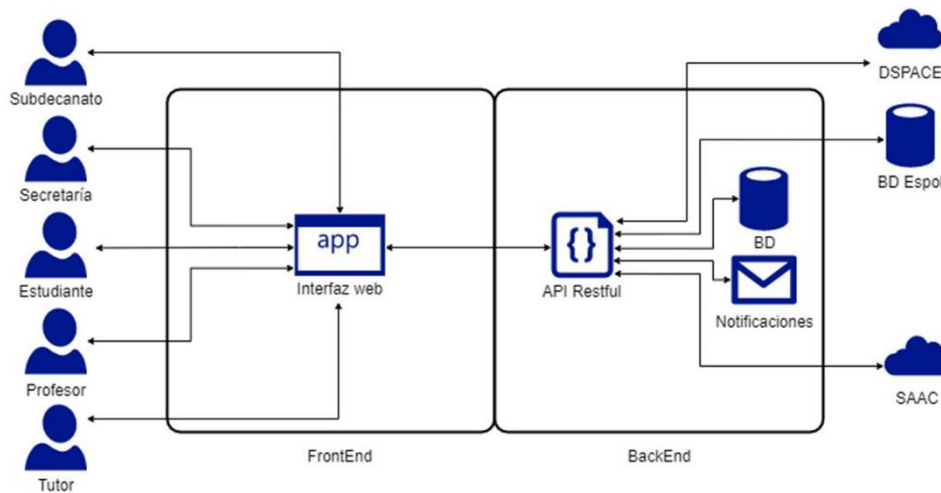 Subdecanato
Secretaría
Estudiante
Profesor
Tutor
app
Interfaz web
FrontEnd
{}
API Restful
BD
Notificaciones
BackEnd
DSPACE
BD Espol
SAAC